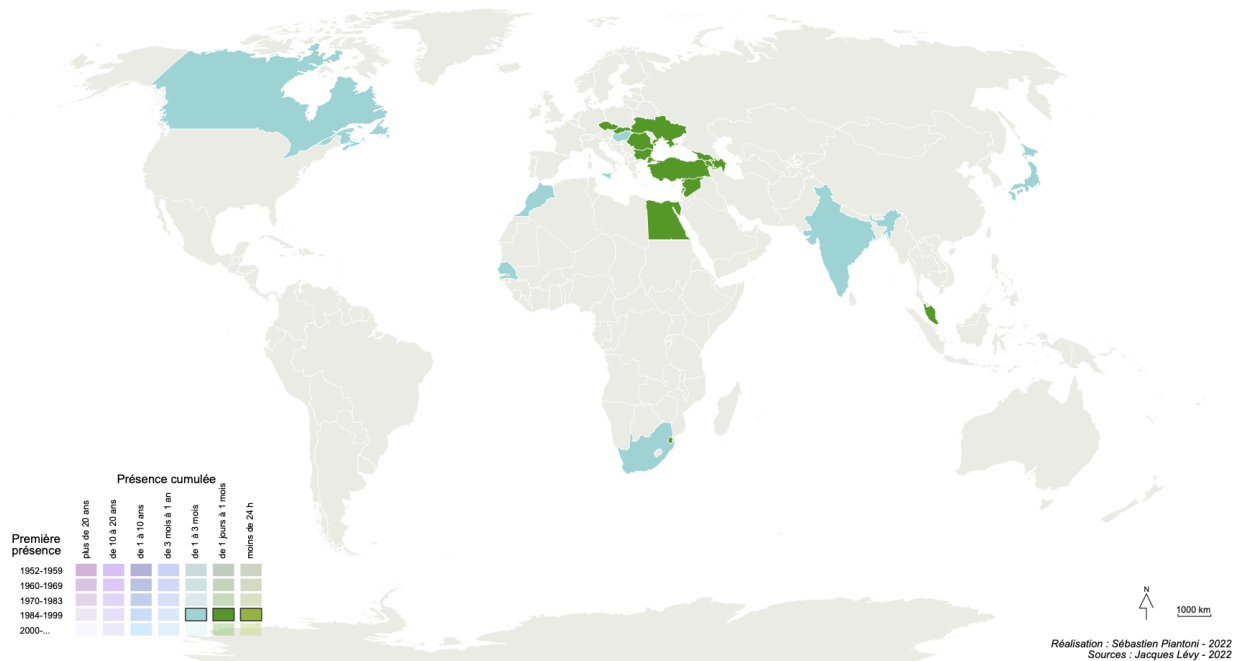 Présence cumulée
plus de 20 ans
de 10 à 20 ans
de 1 à 10 ans
de 3 mois à 1 an
de 1 à 3 mois
de 1 jours à 1 mois
moins de 24 h
Première
présence
1952-1959
1960-1969
1970-1983
1984-1999
2000-...
N
1000 km
Réalisation : Sébastien Piantoni - 2022
Sources : Jacques Lévy - 2022